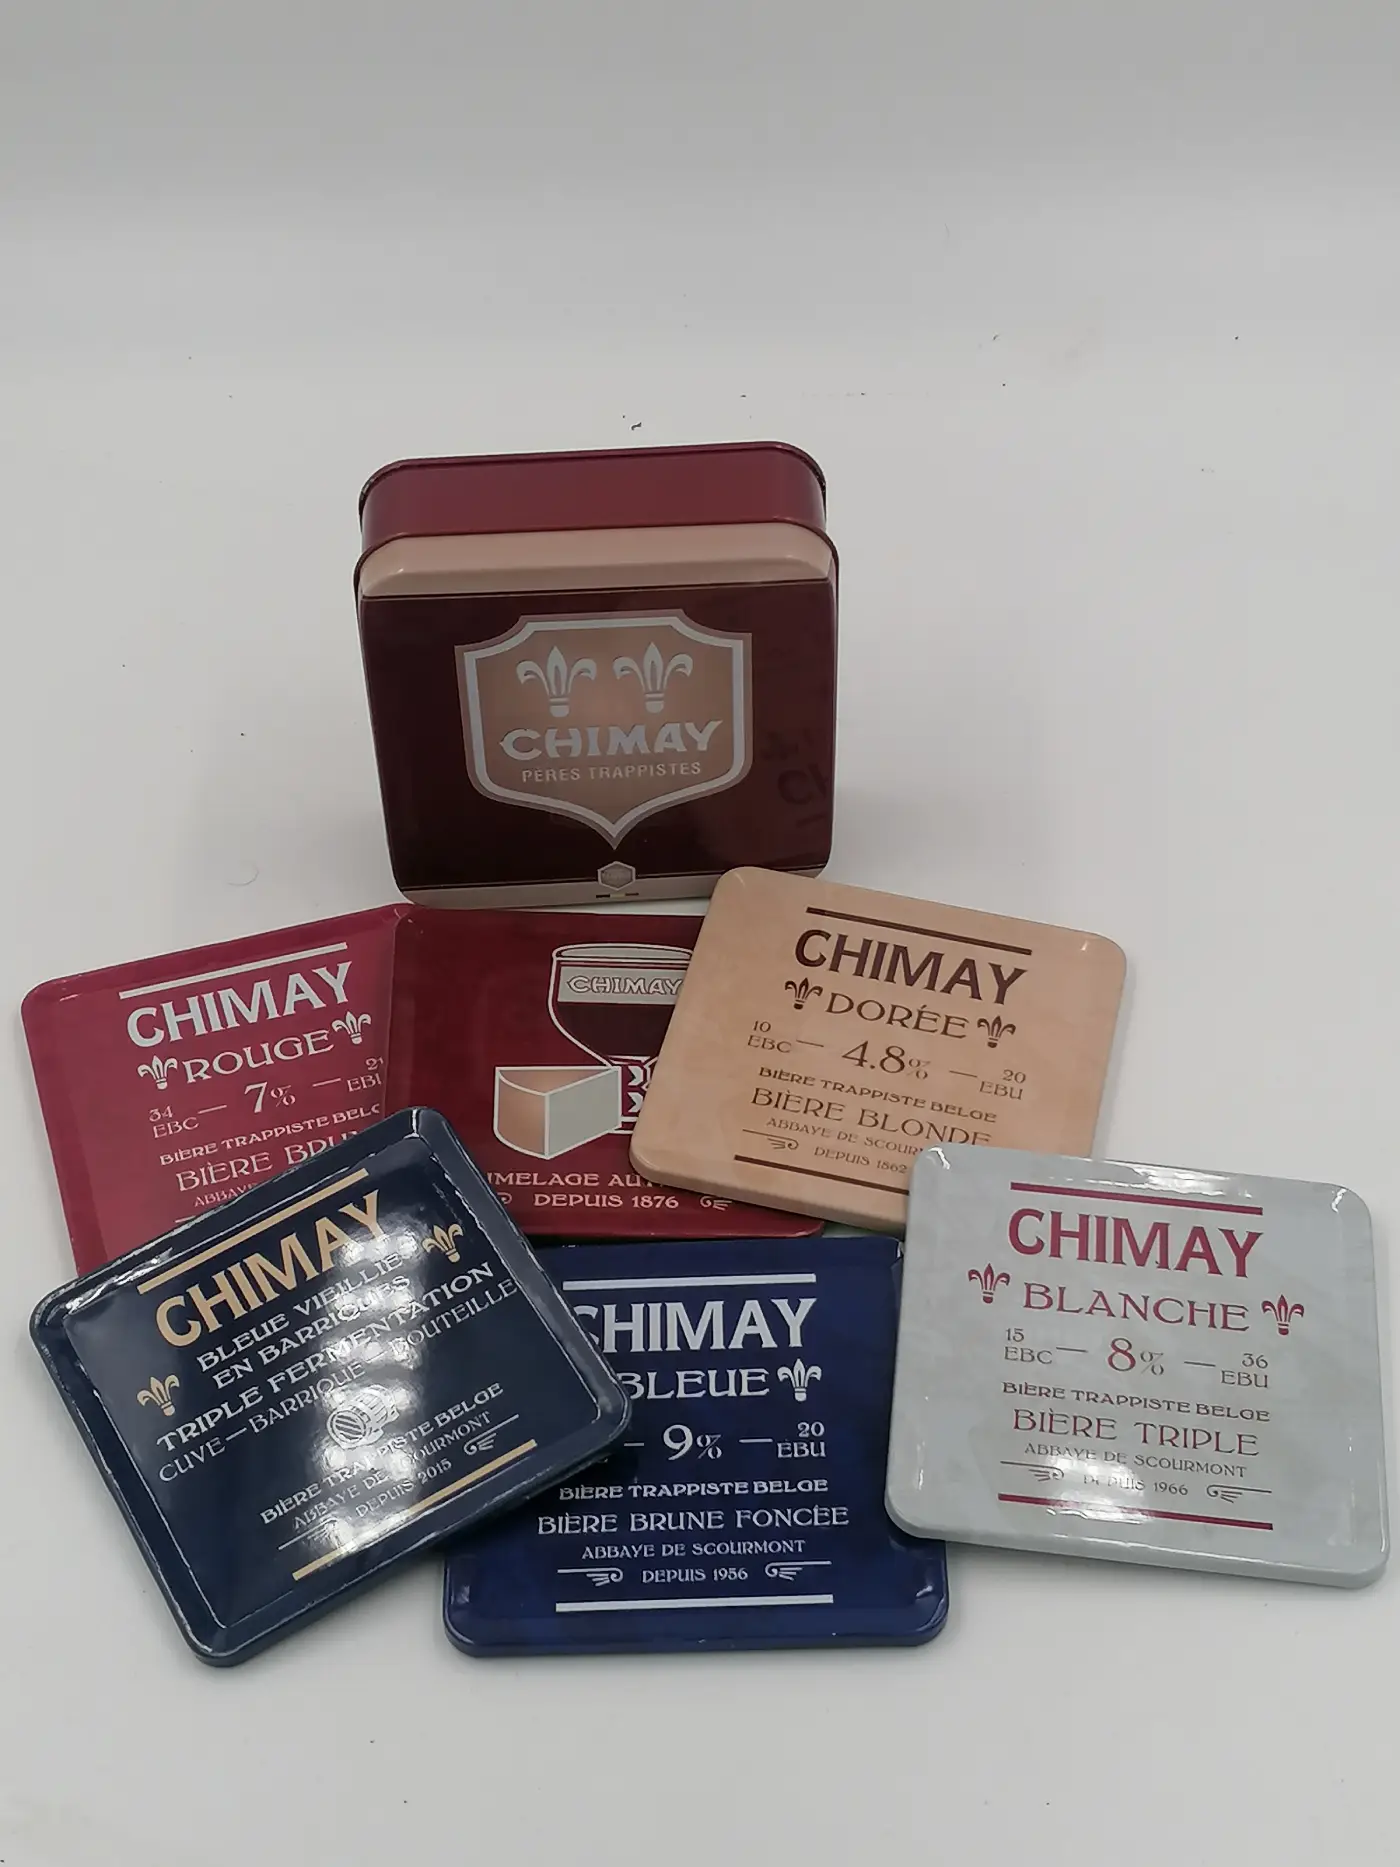 CHIMAY
PÈRES TRAPPISTES
CHIMAY
ROUGE
34 — 7% — 
EBC
BIÈRE TRAPPISTE
BIÈRE
CHIMAY
DEPUIS 1876
CHIMAY
DORÉE
10 — 4.8% — 20
EBC EBU
BIÈRE TRAPPISTE BELGE
BIÈRE BLONDE
ABBAYE DE
DEPUIS 1862
CHIMAY
BLEUE VIEILLIE
EN BARRIQUES
TRIPLE FERMENTATION
CUVE — BARRIQUE — BOUTEILLE
BIÈRE TRAPPISTE BELGE
ABBAYE DE SCOURMONT
DEPUIS 2015
CHIMAY
BLEUE
— 9% — 20
EBU
BIÈRE TRAPPISTE BELGE
BIÈRE BRUNE FONCÉE
ABBAYE DE SCOURMONT
DEPUIS 1956
CHIMAY
BLANCHE
15 — 8% — 36
EBC EBU
BIÈRE TRAPPISTE BELGE
BIÈRE TRIPLE
ABBAYE DE SCOURMONT
DEPUIS 1966